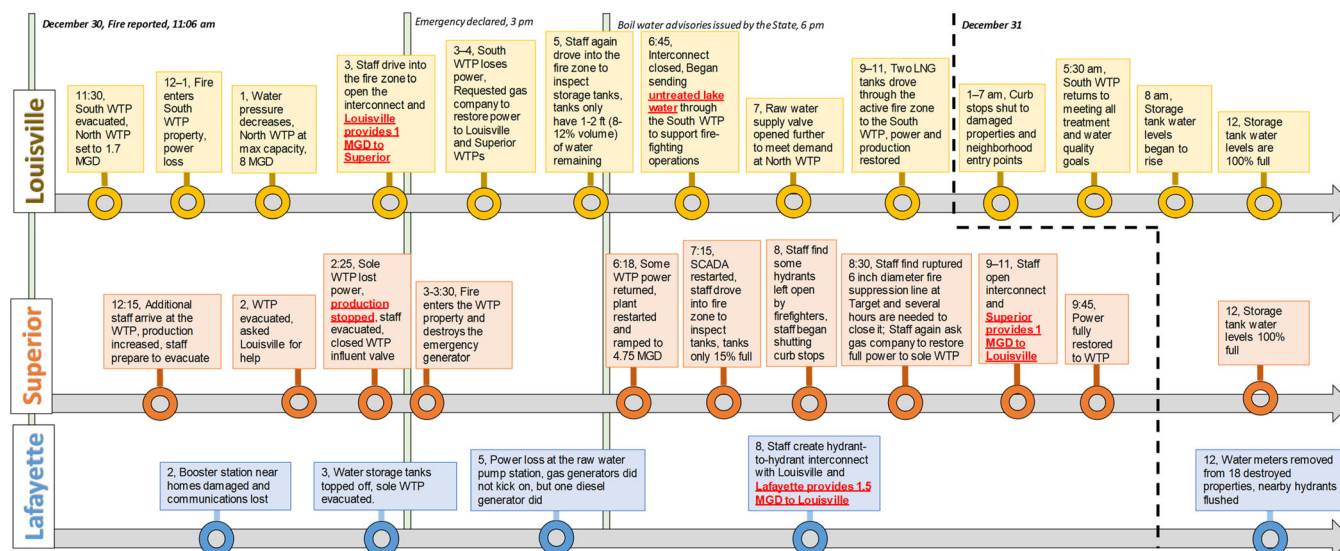 December 30, Fire reported, 11:06 am
Emergency declared, 3 pm
Boil water advisories issued by the State, 6 pm
December 31
Louisville
11:30,
South WTP
evacuated,
North WTP
set to 1.7
MGD
12–1, Fire
enters
South WTP
property,
power
loss
1, Water
pressure
decreases,
North WTP at
max capacity,
8 MGD
3, Staff drive into
the fire zone to
open the
interconnect and
Louisville
provides 1
MGD to
Superior
3–4, South
WTP loses
power,
Requested gas
company to
restore power
to Louisville
and Superior
WTPs
5, Staff again
drove into the
fire zone to
inspect
storage tanks,
tanks only
have 1-2 ft (8-
12% volume)
of water
remaining
6:45,
Interconnect
closed, Began
sending
untreated lake
water through
the South WTP
to support fire-
fighting
operations
7, Raw water
supply valve
opened further
to meet demand
at North WTP
9–11, Two LNG
tanks drove
through the
active fire zone
to the South
WTP, power and
production
restored
1–7 am, Curb
stops shut to
damaged
properties and
neighborhood
entry points
5:30 am,
South WTP
returns to
meeting all
treatment
and water
quality
goals
8 am,
Storage
tank water
levels
began to
rise
12, Storage
tank water
levels are
100% full
Superior
12:15, Additional
staff arrive at the
WTP, production
increased, staff
prepare to evacuate
2, WTP
evacuated,
asked
Louisville for
help
2:25, Sole
WTP lost
power,
production
stopped, staff
evacuated,
closed WTP
influent valve
3-3:30, Fire
enters the WTP
property and
destroys the
emergency
generator
6:18, Some
WTP power
returned,
plant
restarted
and
ramped to
4.75 MGD
7:15,
SCADA
restarted,
staff drove
into fire
zone to
inspect
tanks, tanks
only 15% full
8, Staff find
some
hydrants
left open
by
firefighters,
staff began
shutting
curb stops
8:30, Staff find ruptured
6 inch diameter fire
suppression line at
Target and several
hours are needed to
close it; Staff again ask
gas company to restore
full power to sole WTP
9–11, Staff
open
interconnect
and
Superior
provides 1
MGD to
Louisville
9:45,
Power
fully
restored
to WTP
12, Storage
tank water
levels 100%
full
Lafayette
2, Booster station near
homes damaged and
communications lost
3, Water storage tanks
topped off, sole WTP
evacuated.
5, Power loss at the raw water
pump station, gas generators did
not kick on, but one diesel
generator did
8, Staff create hydrant-
to-hydrant interconnect
with Louisville and
Lafayette provides 1.5
MGD to Louisville
12, Water meters removed
from 18 destroyed
properties, nearby hydrants
flushed